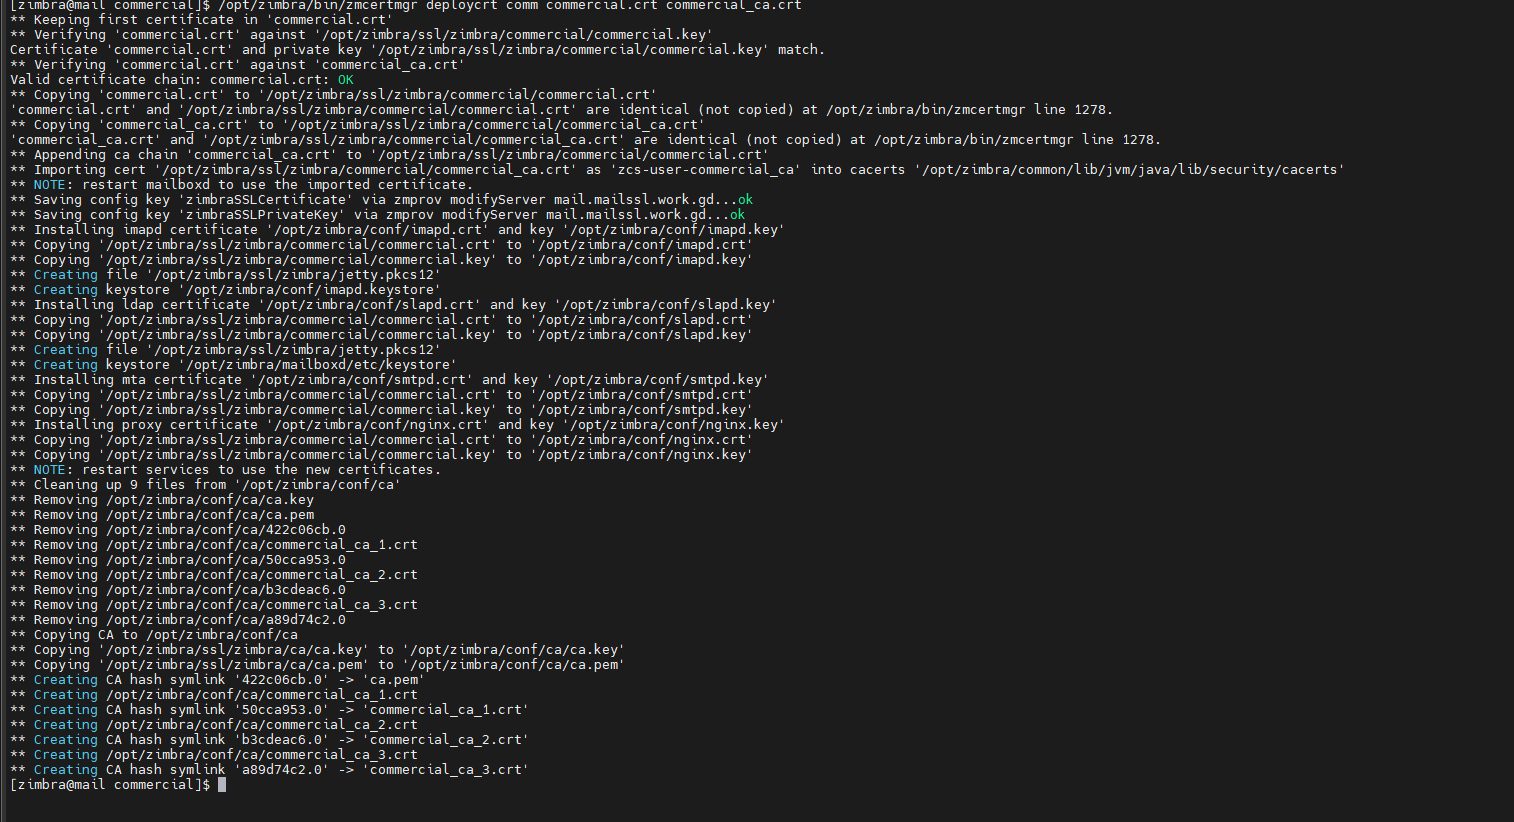 [zimbra@mail commercial]$ /opt/zimbra/bin/zmcertmgr deploycrt comm commercial.crt commercial_ca.crt
** Keeping first certificate in 'commercial.crt'
** Verifying 'commercial.crt' against '/opt/zimbra/ssl/zimbra/commercial/commercial.key'
Certificate 'commercial.crt' and private key '/opt/zimbra/ssl/zimbra/commercial/commercial.key' match.
** Verifying 'commercial.crt' against 'commercial_ca.crt'
Valid certificate chain: commercial.crt: OK
** Copying 'commercial.crt' to '/opt/zimbra/ssl/zimbra/commercial/commercial.crt'
'commercial.crt' and '/opt/zimbra/ssl/zimbra/commercial/commercial.crt' are identical (not copied) at /opt/zimbra/bin/zmcertmgr line 1278.
** Copying 'commercial_ca.crt' to '/opt/zimbra/ssl/zimbra/commercial/commercial_ca.crt'
'commercial_ca.crt' and '/opt/zimbra/ssl/zimbra/commercial/commercial_ca.crt' are identical (not copied) at /opt/zimbra/bin/zmcertmgr line 1278.
** Appending ca chain 'commercial_ca.crt' to '/opt/zimbra/ssl/zimbra/commercial/commercial.crt'
** Importing cert '/opt/zimbra/ssl/zimbra/commercial/commercial_ca.crt' as 'zcs-user-commercial_ca' into cacerts '/opt/zimbra/common/lib/jvm/java/lib/security/cacerts'
** NOTE: restart mailboxd to use the imported certificate.
** Saving config key 'zimbraSSLCertificate' via zmprov modifyServer mail.mailssl.work.gd...ok
** Saving config key 'zimbraSSLPrivateKey' via zmprov modifyServer mail.mailssl.work.gd...ok
** Installing imapd certificate '/opt/zimbra/conf/imapd.crt' and key '/opt/zimbra/conf/imapd.key'
** Copying '/opt/zimbra/ssl/zimbra/commercial/commercial.crt' to '/opt/zimbra/conf/imapd.crt'
** Copying '/opt/zimbra/ssl/zimbra/commercial/commercial.key' to '/opt/zimbra/conf/imapd.key'
** Creating file '/opt/zimbra/ssl/zimbra/jetty.pkcs12'
** Creating keystore '/opt/zimbra/conf/imapd.keystore'
** Installing ldap certificate '/opt/zimbra/conf/slapd.crt' and key '/opt/zimbra/conf/slapd.key'
** Copying '/opt/zimbra/ssl/zimbra/commercial/commercial.crt' to '/opt/zimbra/conf/slapd.crt'
** Copying '/opt/zimbra/ssl/zimbra/commercial/commercial.key' to '/opt/zimbra/conf/slapd.key'
** Creating file '/opt/zimbra/ssl/zimbra/jetty.pkcs12'
** Creating keystore '/opt/zimbra/mailboxd/etc/keystore'
** Installing mta certificate '/opt/zimbra/conf/smtpd.crt' and key '/opt/zimbra/conf/smtpd.key'
** Copying '/opt/zimbra/ssl/zimbra/commercial/commercial.crt' to '/opt/zimbra/conf/smtpd.crt'
** Copying '/opt/zimbra/ssl/zimbra/commercial/commercial.key' to '/opt/zimbra/conf/smtpd.key'
** Installing proxy certificate '/opt/zimbra/conf/nginx.crt' and key '/opt/zimbra/conf/nginx.key'
** Copying '/opt/zimbra/ssl/zimbra/commercial/commercial.crt' to '/opt/zimbra/conf/nginx.crt'
** Copying '/opt/zimbra/ssl/zimbra/commercial/commercial.key' to '/opt/zimbra/conf/nginx.key'
** NOTE: restart services to use the new certificates.
** Cleaning up 9 files from '/opt/zimbra/conf/ca'
** Removing /opt/zimbra/conf/ca/ca.key
** Removing /opt/zimbra/conf/ca/ca.pem
** Removing /opt/zimbra/conf/ca/422c06cb.0
** Removing /opt/zimbra/conf/ca/commercial_ca_1.crt
** Removing /opt/zimbra/conf/ca/50cca953.0
** Removing /opt/zimbra/conf/ca/commercial_ca_2.crt
** Removing /opt/zimbra/conf/ca/b3cdeac6.0
** Removing /opt/zimbra/conf/ca/commercial_ca_3.crt
** Removing /opt/zimbra/conf/ca/a89d74c2.0
** Copying CA to /opt/zimbra/conf/ca
** Copying '/opt/zimbra/ssl/zimbra/ca/ca.key' to '/opt/zimbra/conf/ca/ca.key'
** Copying '/opt/zimbra/ssl/zimbra/ca/ca.pem' to '/opt/zimbra/conf/ca/ca.pem'
** Creating CA hash symlink '422c06cb.0' -> 'ca.pem'
** Creating /opt/zimbra/conf/ca/commercial_ca_1.crt
** Creating CA hash symlink '50cca953.0' -> 'commercial_ca_1.crt'
** Creating /opt/zimbra/conf/ca/commercial_ca_2.crt
** Creating CA hash symlink 'b3cdeac6.0' -> 'commercial_ca_2.crt'
** Creating /opt/zimbra/conf/ca/commercial_ca_3.crt
** Creating CA hash symlink 'a89d74c2.0' -> 'commercial_ca_3.crt'
[zimbra@mail commercial]$